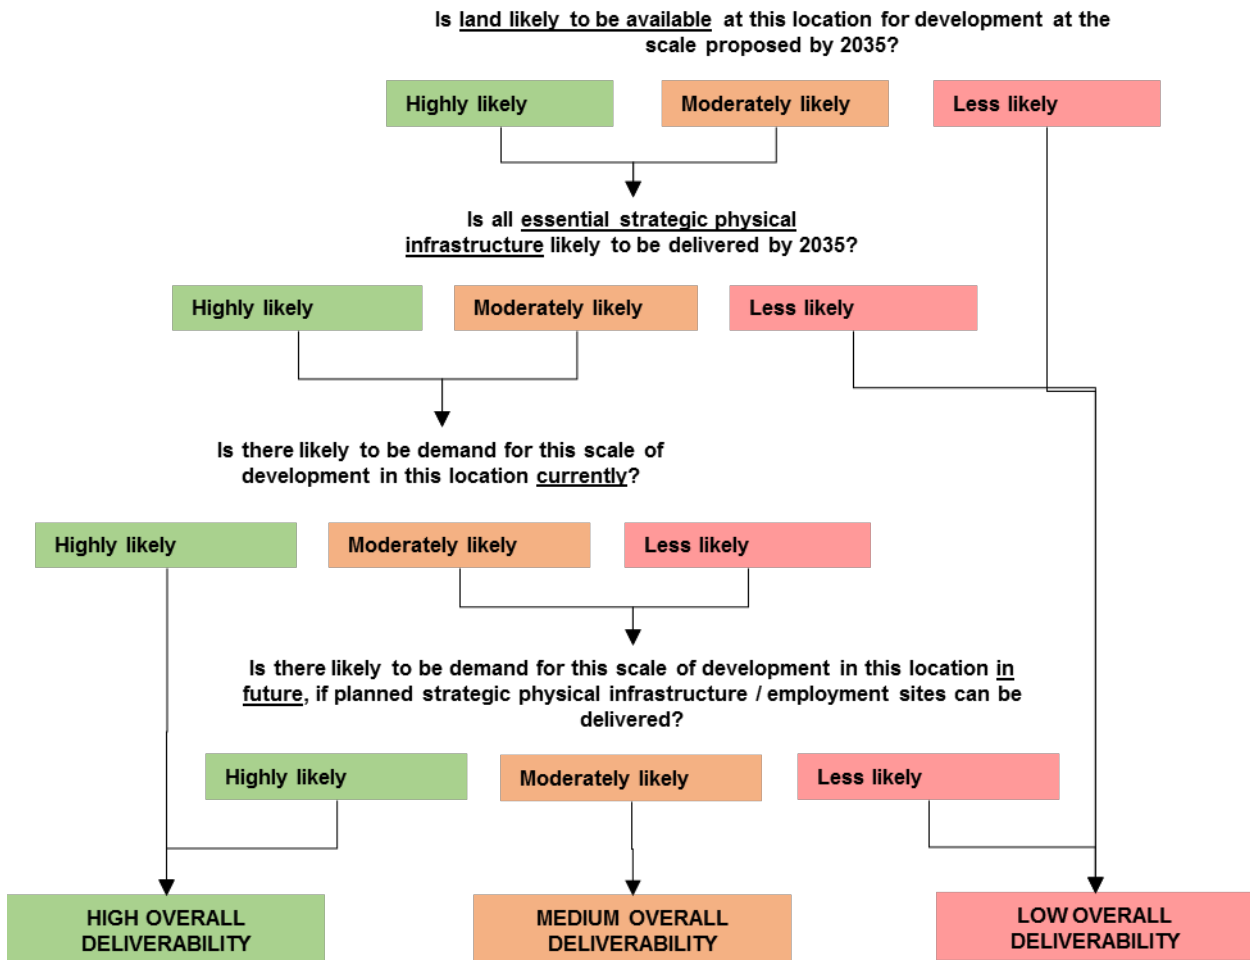 Is land likely to be available at this location for development at the
scale proposed by 2035?
Highly likely
Moderately likely
Less likely
Is all essential strategic physical
infrastructure likely to be delivered by 2035?
Highly likely
Moderately likely
Less likely
Is there likely to be demand for this scale of
development in this location currently?
Highly likely
Moderately likely
Less likely
Is there likely to be demand for this scale of development in this location in
future, if planned strategic physical infrastructure / employment sites can be
delivered?
Highly likely
Moderately likely
Less likely
HIGH OVERALL
DELIVERABILITY
MEDIUM OVERALL
DELIVERABILITY
LOW OVERALL
DELIVERABILITY